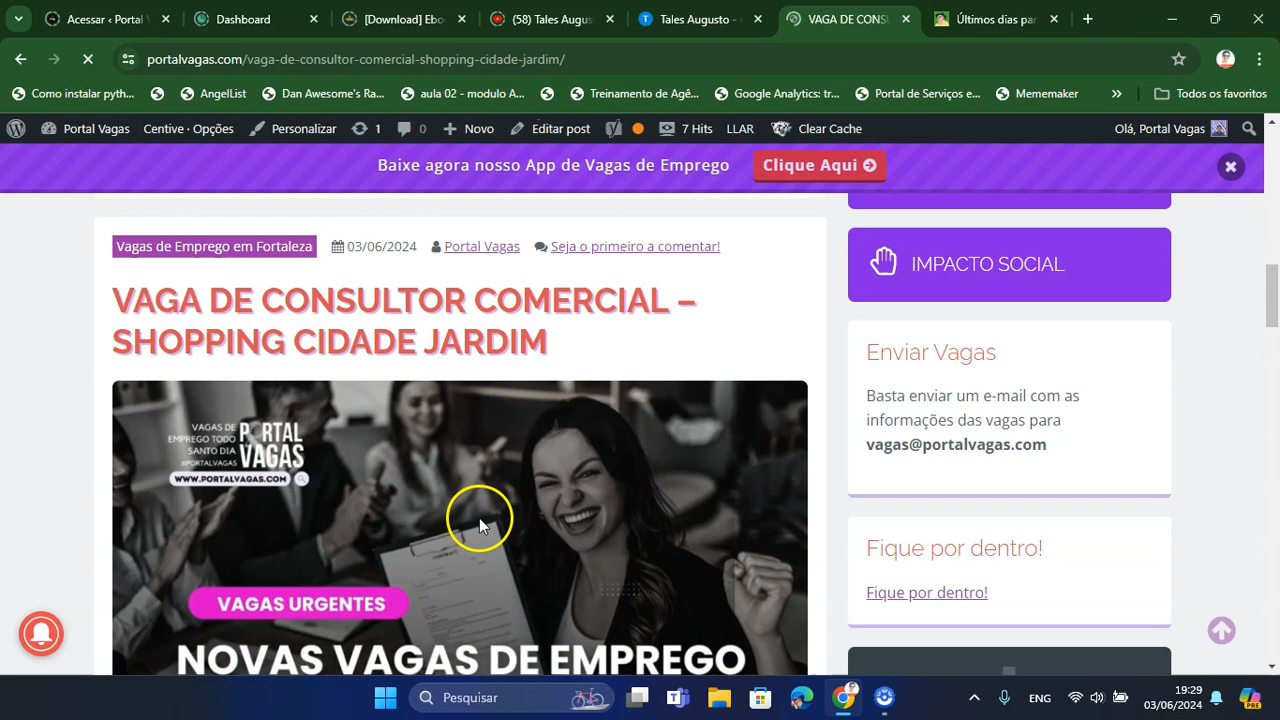 Acessar ‹ Portal V
Dashboard
[Download] Ebo
(58) Tales Augus
Tales Augusto -
VAGA DE CONS
Últimos dias par
portalvagas.com/vaga-de-consultor-comercial-shopping-cidade-jardim/
Como instalar pyth...
AngelList
Dan Awesome's Ra...
aula 02 - modulo A...
Treinamento de Agê...
Google Analytics: tr...
Portal de Serviços e...
Mememaker
Todos os favoritos
Portal Vagas
Centive · Opções
Personalizar
1
0
Novo
Editar post
7 Hits
LLAR
Clear Cache
Olá, Portal Vagas
Baixe agora nosso App de Vagas de Emprego
Clique Aqui
Vagas de Emprego em Fortaleza
03/06/2024
Portal Vagas
Seja o primeiro a comentar!
VAGA DE CONSULTOR COMERCIAL –
SHOPPING CIDADE JARDIM
VAGAS DE
EMPREGO TODO
SANTO DIA
#PORTALVAGAS
PORTAL
VAGAS
WWW.PORTALVAGAS.COM
CONTRACT
VAGAS URGENTES
NOVAS VAGAS DE EMPREGO
IMPACTO SOCIAL
Enviar Vagas
Basta enviar um e-mail com as
informações das vagas para
vagas@portalvagas.com
Fique por dentro!
Fique por dentro!
Pesquisar
ENG
19:29
03/06/2024
PRE